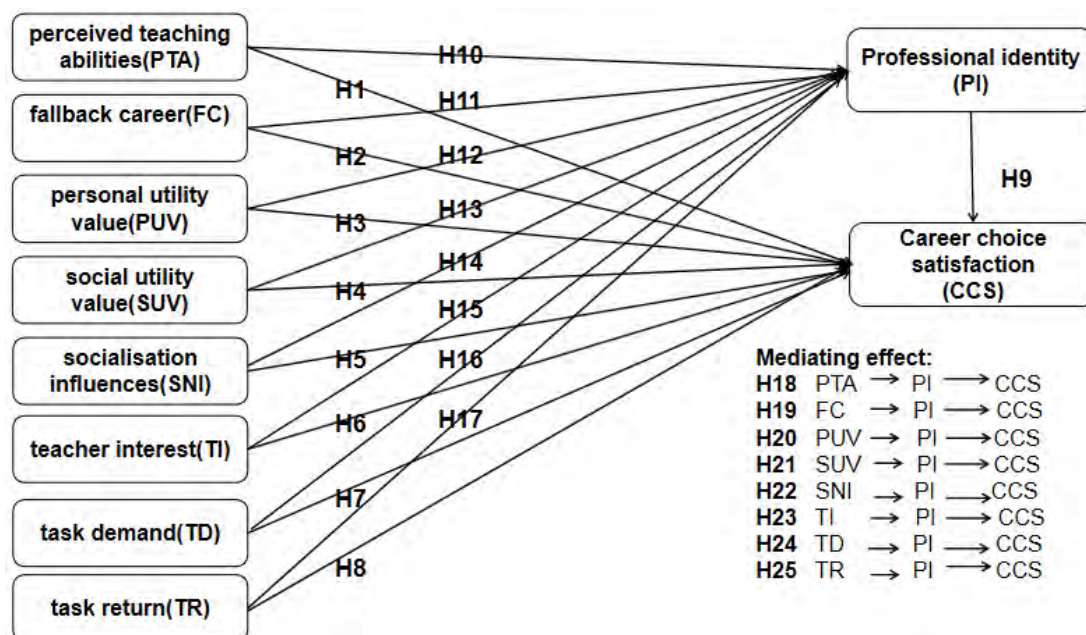 perceived teaching
abilities(PTA)
fallback career(FC)
personal utility
value(PUV)
social utility
value(SUV)
socialisation
influences(SNI)
teacher interest(TI)
task demand(TD)
task return(TR)
H10
H1
H11
H2
H12
H3
H13
H4
H14
H5
H15
H6
H16
H7
H17
H8
Professional identity
(PI)
H9
Career choice
satisfaction
(CCS)
Mediating effect:
H18 PTA → PI → CCS
H19 FC → PI → CCS
H20 PUV → PI → CCS
H21 SUV → PI → CCS
H22 SNI → PI → CCS
H23 TI → PI → CCS
H24 TD → PI → CCS
H25 TR → PI → CCS